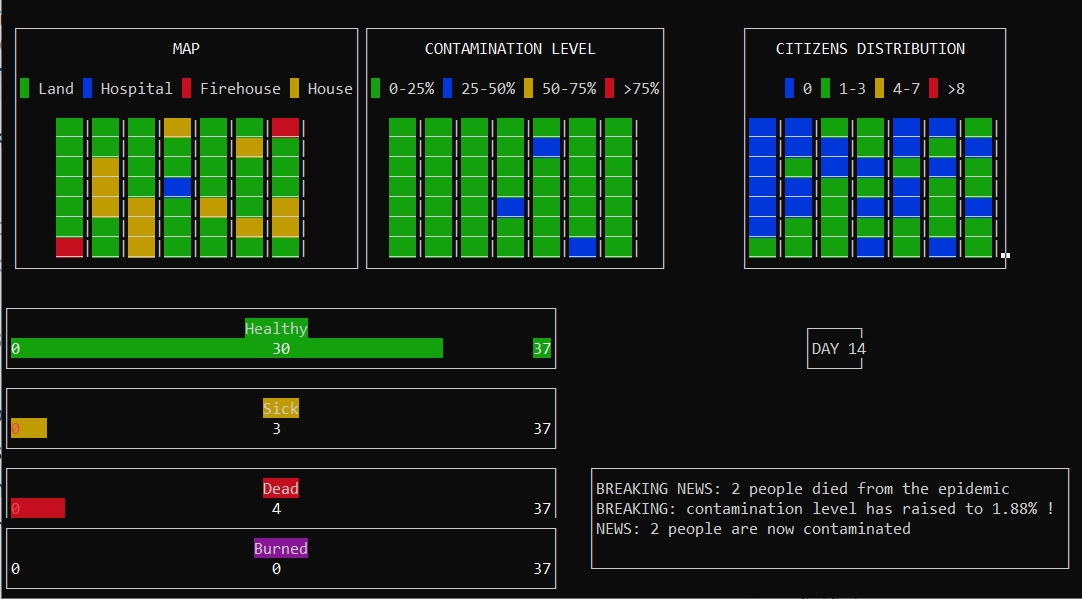 MAP
Land Hospital Firehouse House
CONTAMINATION LEVEL
0-25% 25-50% 50-75% >75%
CITIZENS DISTRIBUTION
0 1-3 4-7 >8
Healthy
0 30 37
DAY 14
Sick
0 3 37
Dead
0 4 37
Burned
0 0 37
BREAKING NEWS: 2 people died from the epidemic
BREAKING: contamination level has raised to 1.88% !
NEWS: 2 people are now contaminated